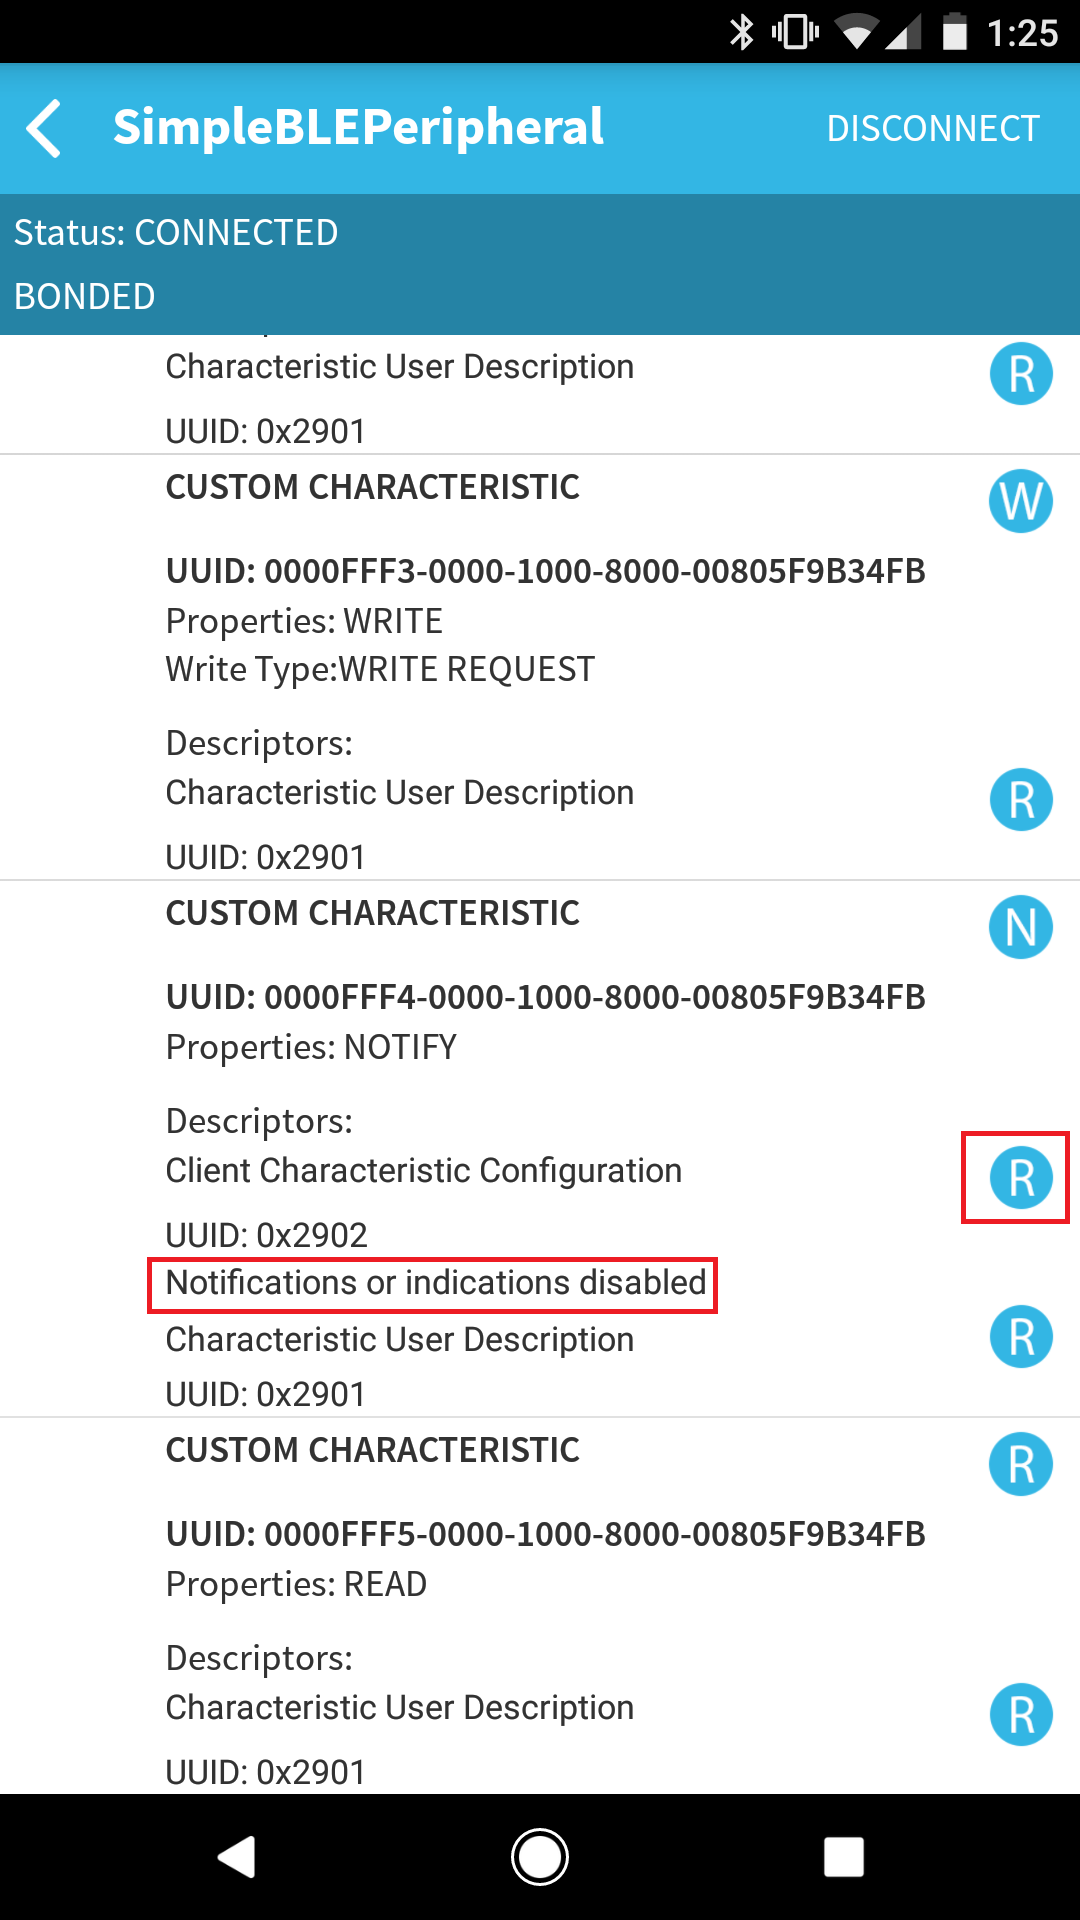 1:25
SimpleBLEPeripheral
DISCONNECT
Status: CONNECTED
BONDED
Characteristic User Description
R
UUID: 0x2901
CUSTOM CHARACTERISTIC
W
UUID: 0000FFF3-0000-1000-8000-00805F9B34FB
Properties: WRITE
Write Type:WRITE REQUEST
Descriptors:
Characteristic User Description
R
UUID: 0x2901
CUSTOM CHARACTERISTIC
N
UUID: 0000FFF4-0000-1000-8000-00805F9B34FB
Properties: NOTIFY
Descriptors:
Client Characteristic Configuration
R
UUID: 0x2902
Notifications or indications disabled
Characteristic User Description
R
UUID: 0x2901
CUSTOM CHARACTERISTIC
R
UUID: 0000FFF5-0000-1000-8000-00805F9B34FB
Properties: READ
Descriptors:
Characteristic User Description
R
UUID: 0x2901